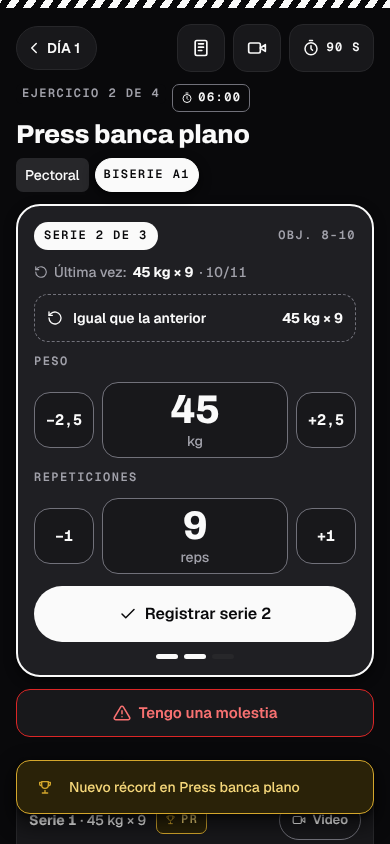 DÍA 1
90 S
EJERCICIO 2 DE 4
06:00
Press banca plano
Pectoral
BISERIE A1
SERIE 2 DE 3
OBJ. 8-10
Última vez: 45 kg × 9 · 10/11
Igual que la anterior
45 kg × 9
PESO
−2,5
45
kg
+2,5
REPETICIONES
−1
9
reps
+1
Registrar serie 2
Tengo una molestia
Nuevo récord en Press banca plano
Serie 1 · 45 kg × 9
PR
Video